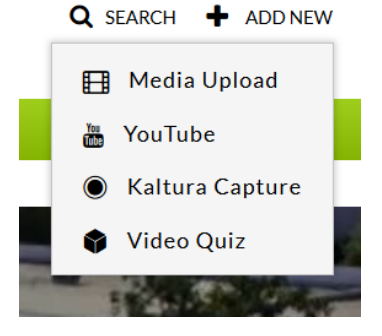 SEARCH ADD NEW
Media Upload
You Tube YouTube
Kaltura Capture
Video Quiz